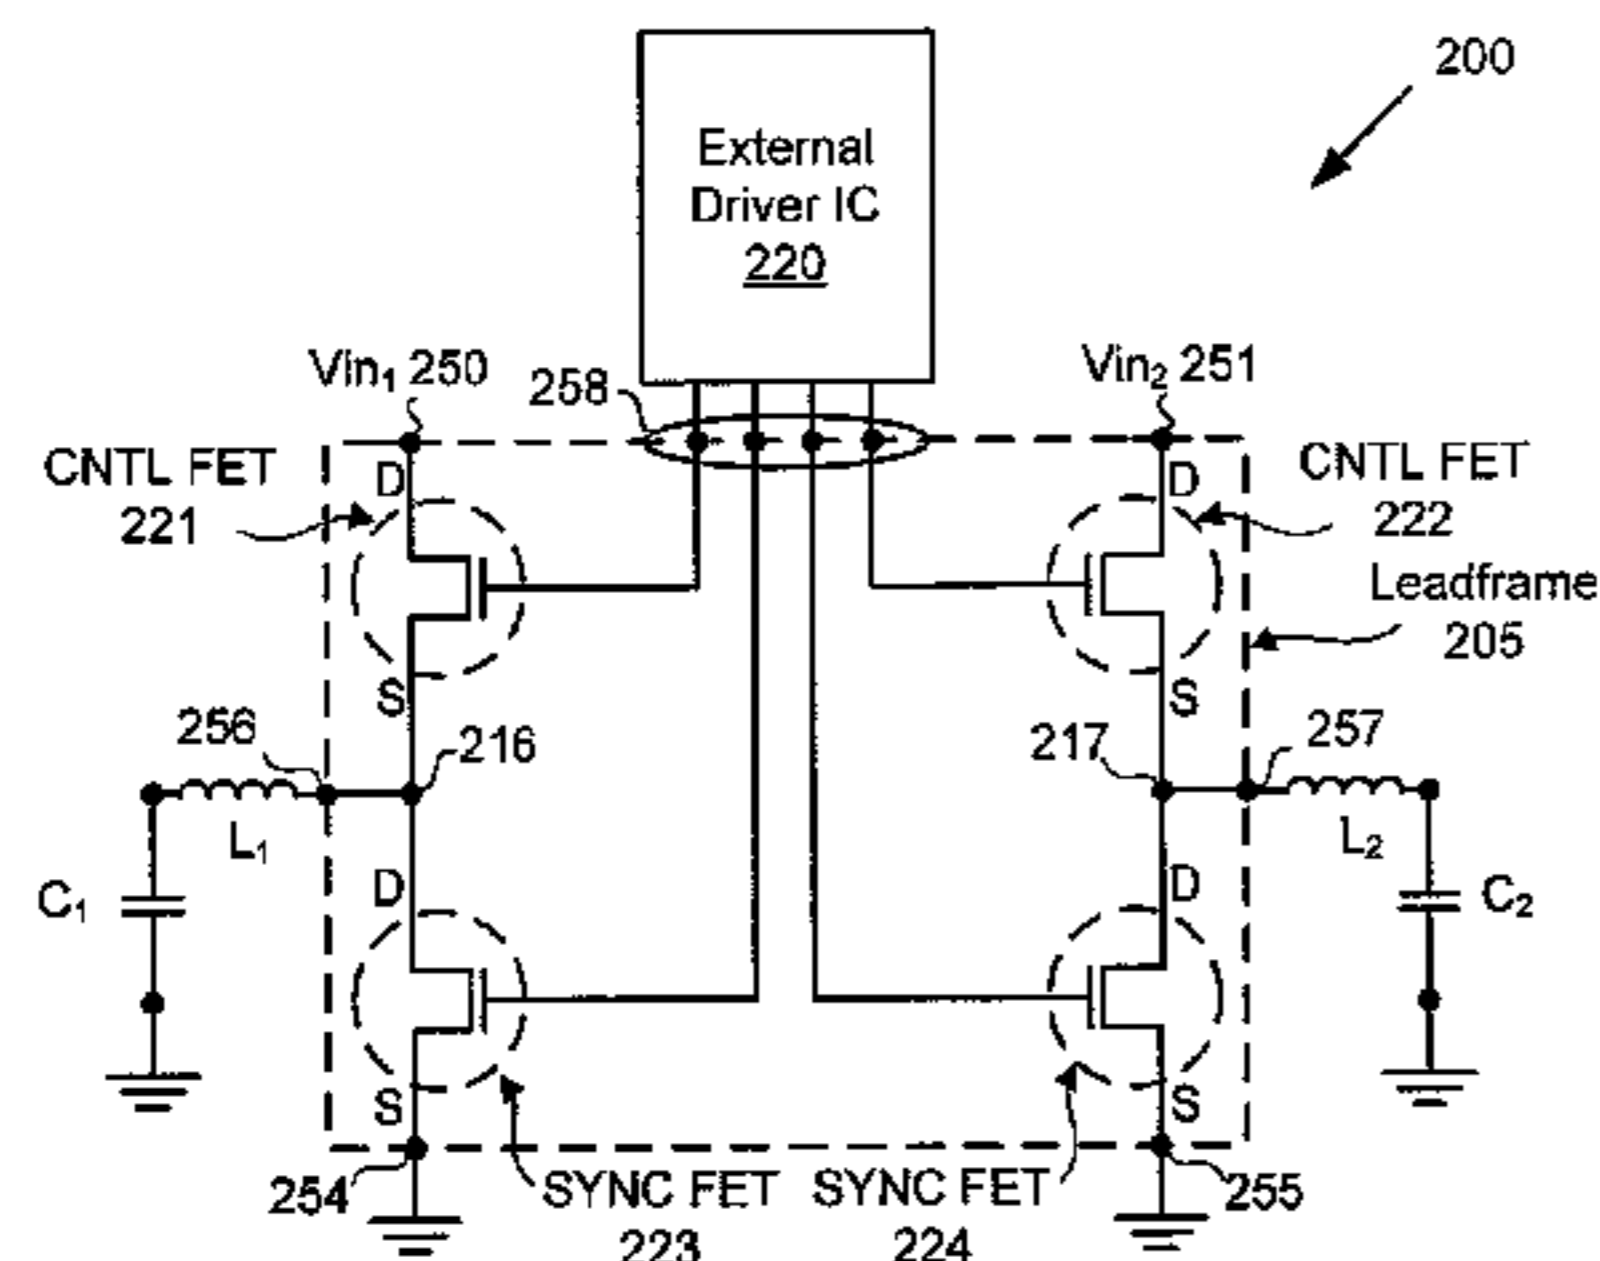 200
External
Driver IC
220
Vin1 250
258
Vin2 251
CNTL FET
221
D
D
CNTL FET
222
Leadframe
205
S
S
256
216
217
257
L1
L2
C1
D
D
C2
S
S
254
SYNC FET
223
SYNC FET
224
255